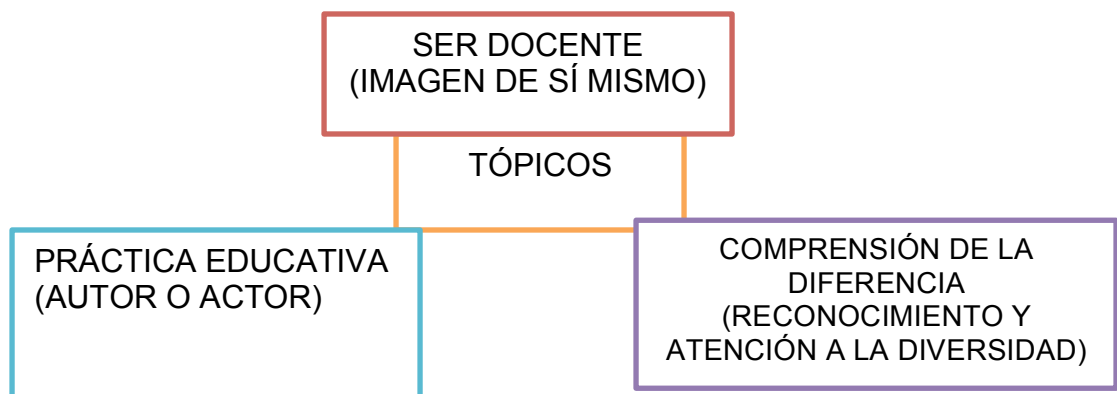 SER DOCENTE
(IMAGEN DE SÍ MISMO)
TÓPICOS
PRÁCTICA EDUCATIVA
(AUTOR O ACTOR)
COMPRENSIÓN DE LA
DIFERENCIA
(RECONOCIMIENTO Y
ATENCIÓN A LA DIVERSIDAD)